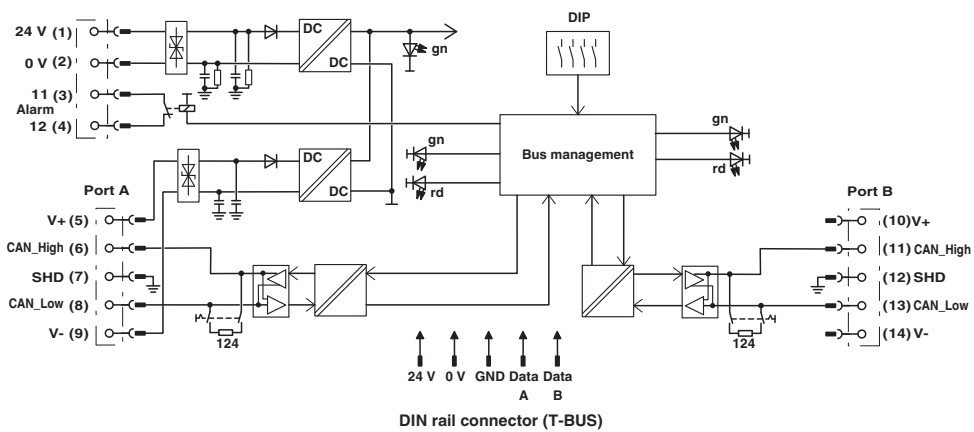 DIP
24 V (1)
DC
gn
0 V (2)
DC
11 (3)
Alarm
12 (4)
gn
gn
Bus management
DC
rd
rd
DC
Port A
Port B
V+ (5)
(10) V+
CAN_High (6)
(11) CAN_High
SHD (7)
(12) SHD
CAN_Low (8)
(13) CAN_Low
V- (9)
(14) V-
124
124
24 V 0 V GND Data Data
A B
DIN rail connector (T-BUS)